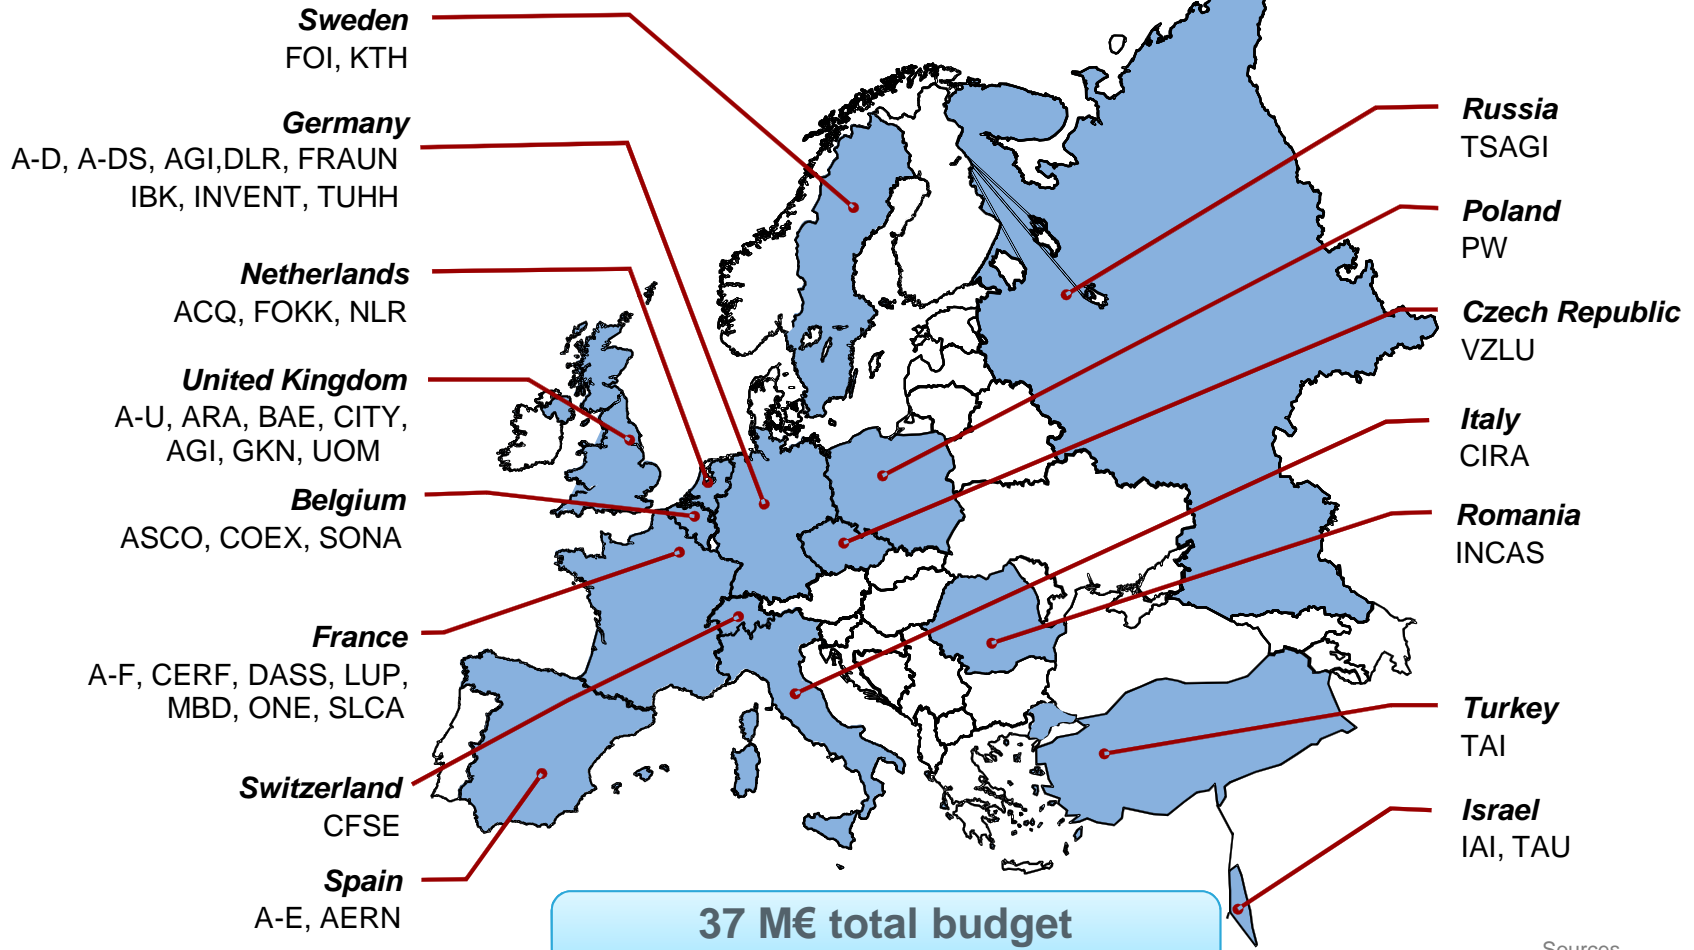 Sweden
FOI, KTH
Germany
A-D, A-DS, AGI,DLR, FRAUN
IBK, INVENT, TUHH
Netherlands
ACQ, FOKK, NLR
United Kingdom
A-U, ARA, BAE, CITY,
AGI, GKN, UOM
Belgium
ASCO, COEX, SONA
France
A-F, CERF, DASS, LUP,
MBD, ONE, SLCA
Switzerland
CFSE
Spain
A-E, AERN
Russia
TSAGI
Poland
PW
Czech Republic
VZLU
Italy
CIRA
Romania
INCAS
Turkey
TAI
Israel
IAI, TAU
37 M€ total budget
Sources